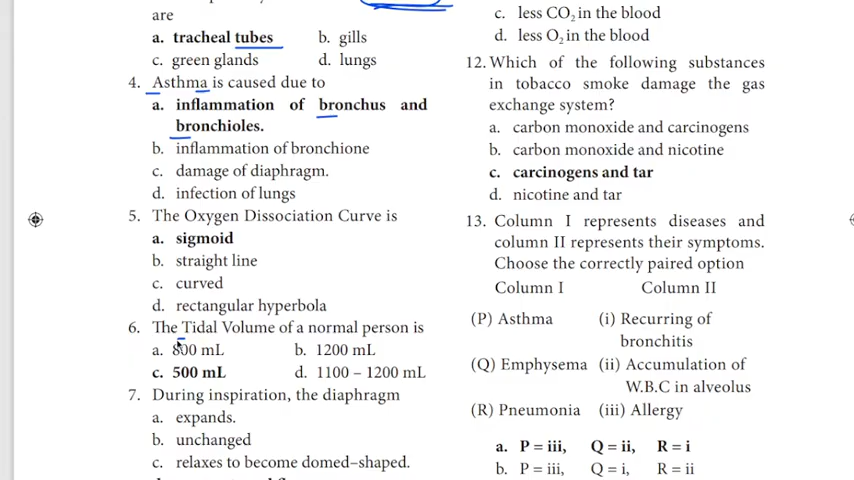 are
a. tracheal tubes b. gills
c. green glands d. lungs
4. Asthma is caused due to
a. inflammation of bronchus and
bronchioles.
b. inflammation of bronchione
c. damage of diaphragm.
d. infection of lungs
5. The Oxygen Dissociation Curve is
a. sigmoid
b. straight line
c. curved
d. rectangular hyperbola
6. The Tidal Volume of a normal person is
a. 800 mL b. 1200 mL
c. 500 mL d. 1100 – 1200 mL
7. During inspiration, the diaphragm
a. expands.
b. unchanged
c. relaxes to become domed–shaped.
c. less CO₂ in the blood
d. less O₂ in the blood
12. Which of the following substances
in tobacco smoke damage the gas
exchange system?
a. carbon monoxide and carcinogens
b. carbon monoxide and nicotine
c. carcinogens and tar
d. nicotine and tar
13. Column I represents diseases and
column II represents their symptoms.
Choose the correctly paired option
Column I Column II
(P) Asthma (i) Recurring of
bronchitis
(Q) Emphysema (ii) Accumulation of
W.B.C in alveolus
(R) Pneumonia (iii) Allergy
a. P = iii, Q = ii, R = i
b. P = iii, Q = i, R = ii